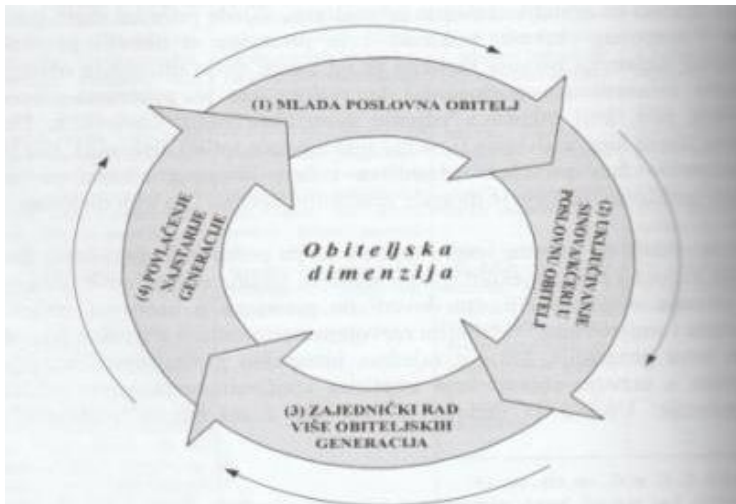 (1) MLADA POSLOVNA OBITELJ
(2) UKLJUČIVANJE
SINOVA/KĆERI U
POSLOVNU OBITELJ
(3) ZAJEDNIČKI RAD
VIŠE OBITELJSKIH
GENERACIJA
(4) POVLAČENJE
NAJSTARIJE
GENERACIJE
Obiteljska
dimenzija